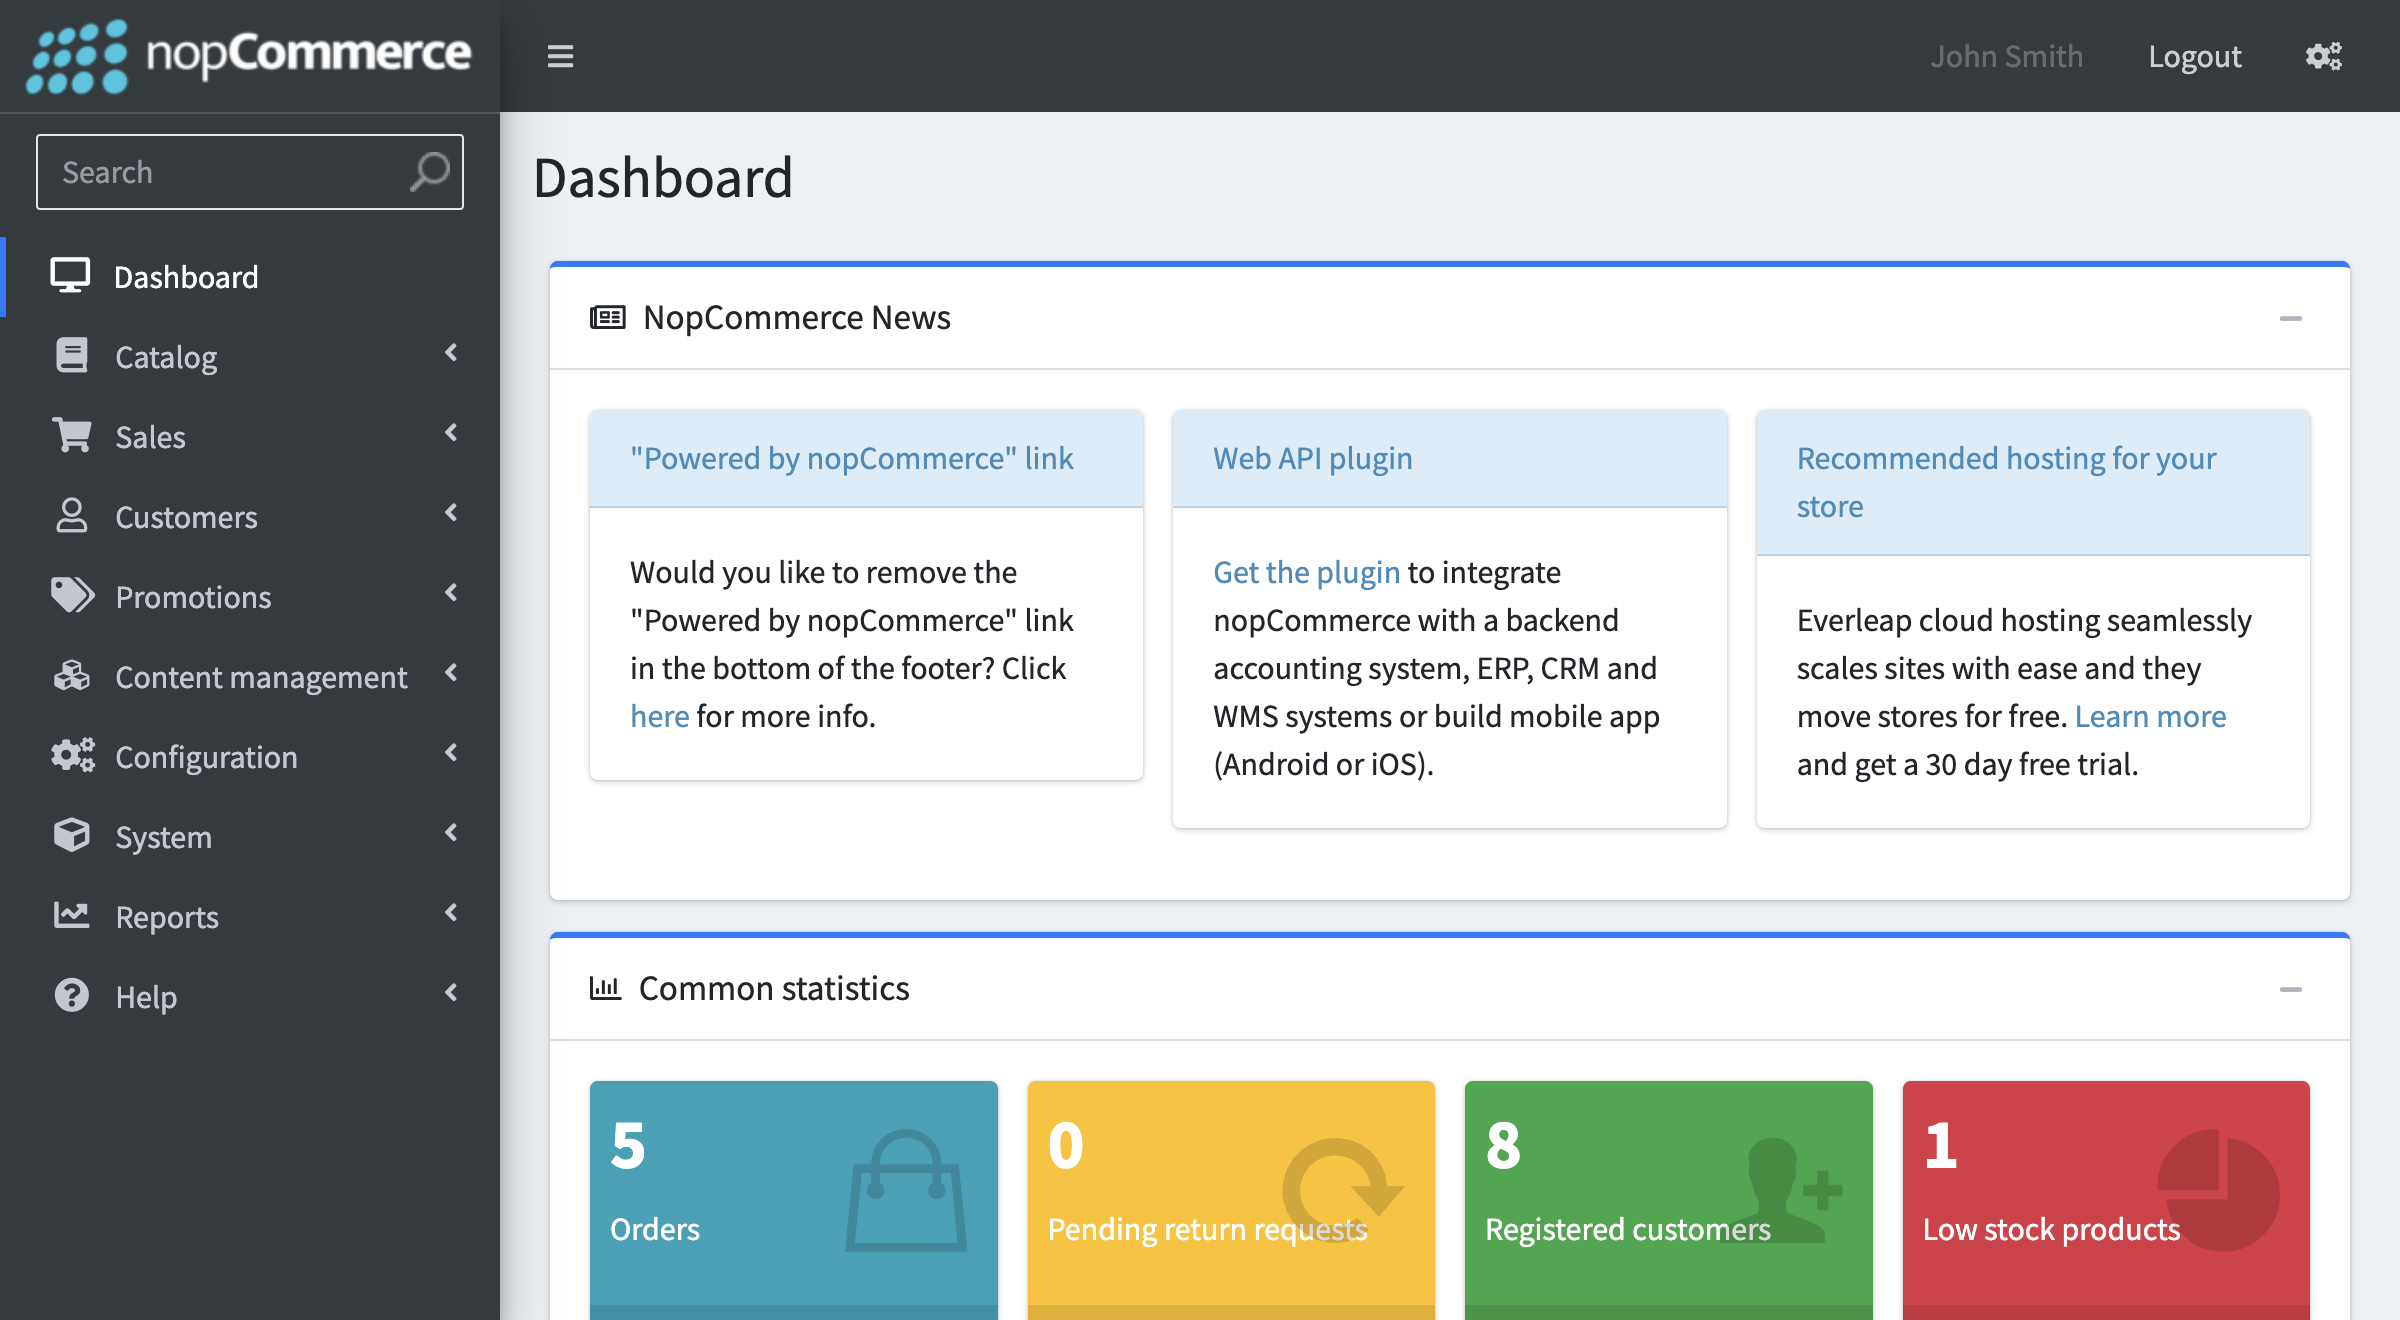 nopCommerce
John Smith
Logout
Search
Dashboard
Catalog
Sales
Customers
Promotions
Content management
Configuration
System
Reports
Help
Dashboard
NopCommerce News
"Powered by nopCommerce" link
Would you like to remove the
"Powered by nopCommerce" link
in the bottom of the footer? Click
here for more info.
Web API plugin
Get the plugin to integrate
nopCommerce with a backend
accounting system, ERP, CRM and
WMS systems or build mobile app
(Android or iOS).
Recommended hosting for your
store
Everleap cloud hosting seamlessly
scales sites with ease and they
move stores for free. Learn more
and get a 30 day free trial.
Common statistics
5
Orders
0
Pending return requests
8
Registered customers
1
Low stock products